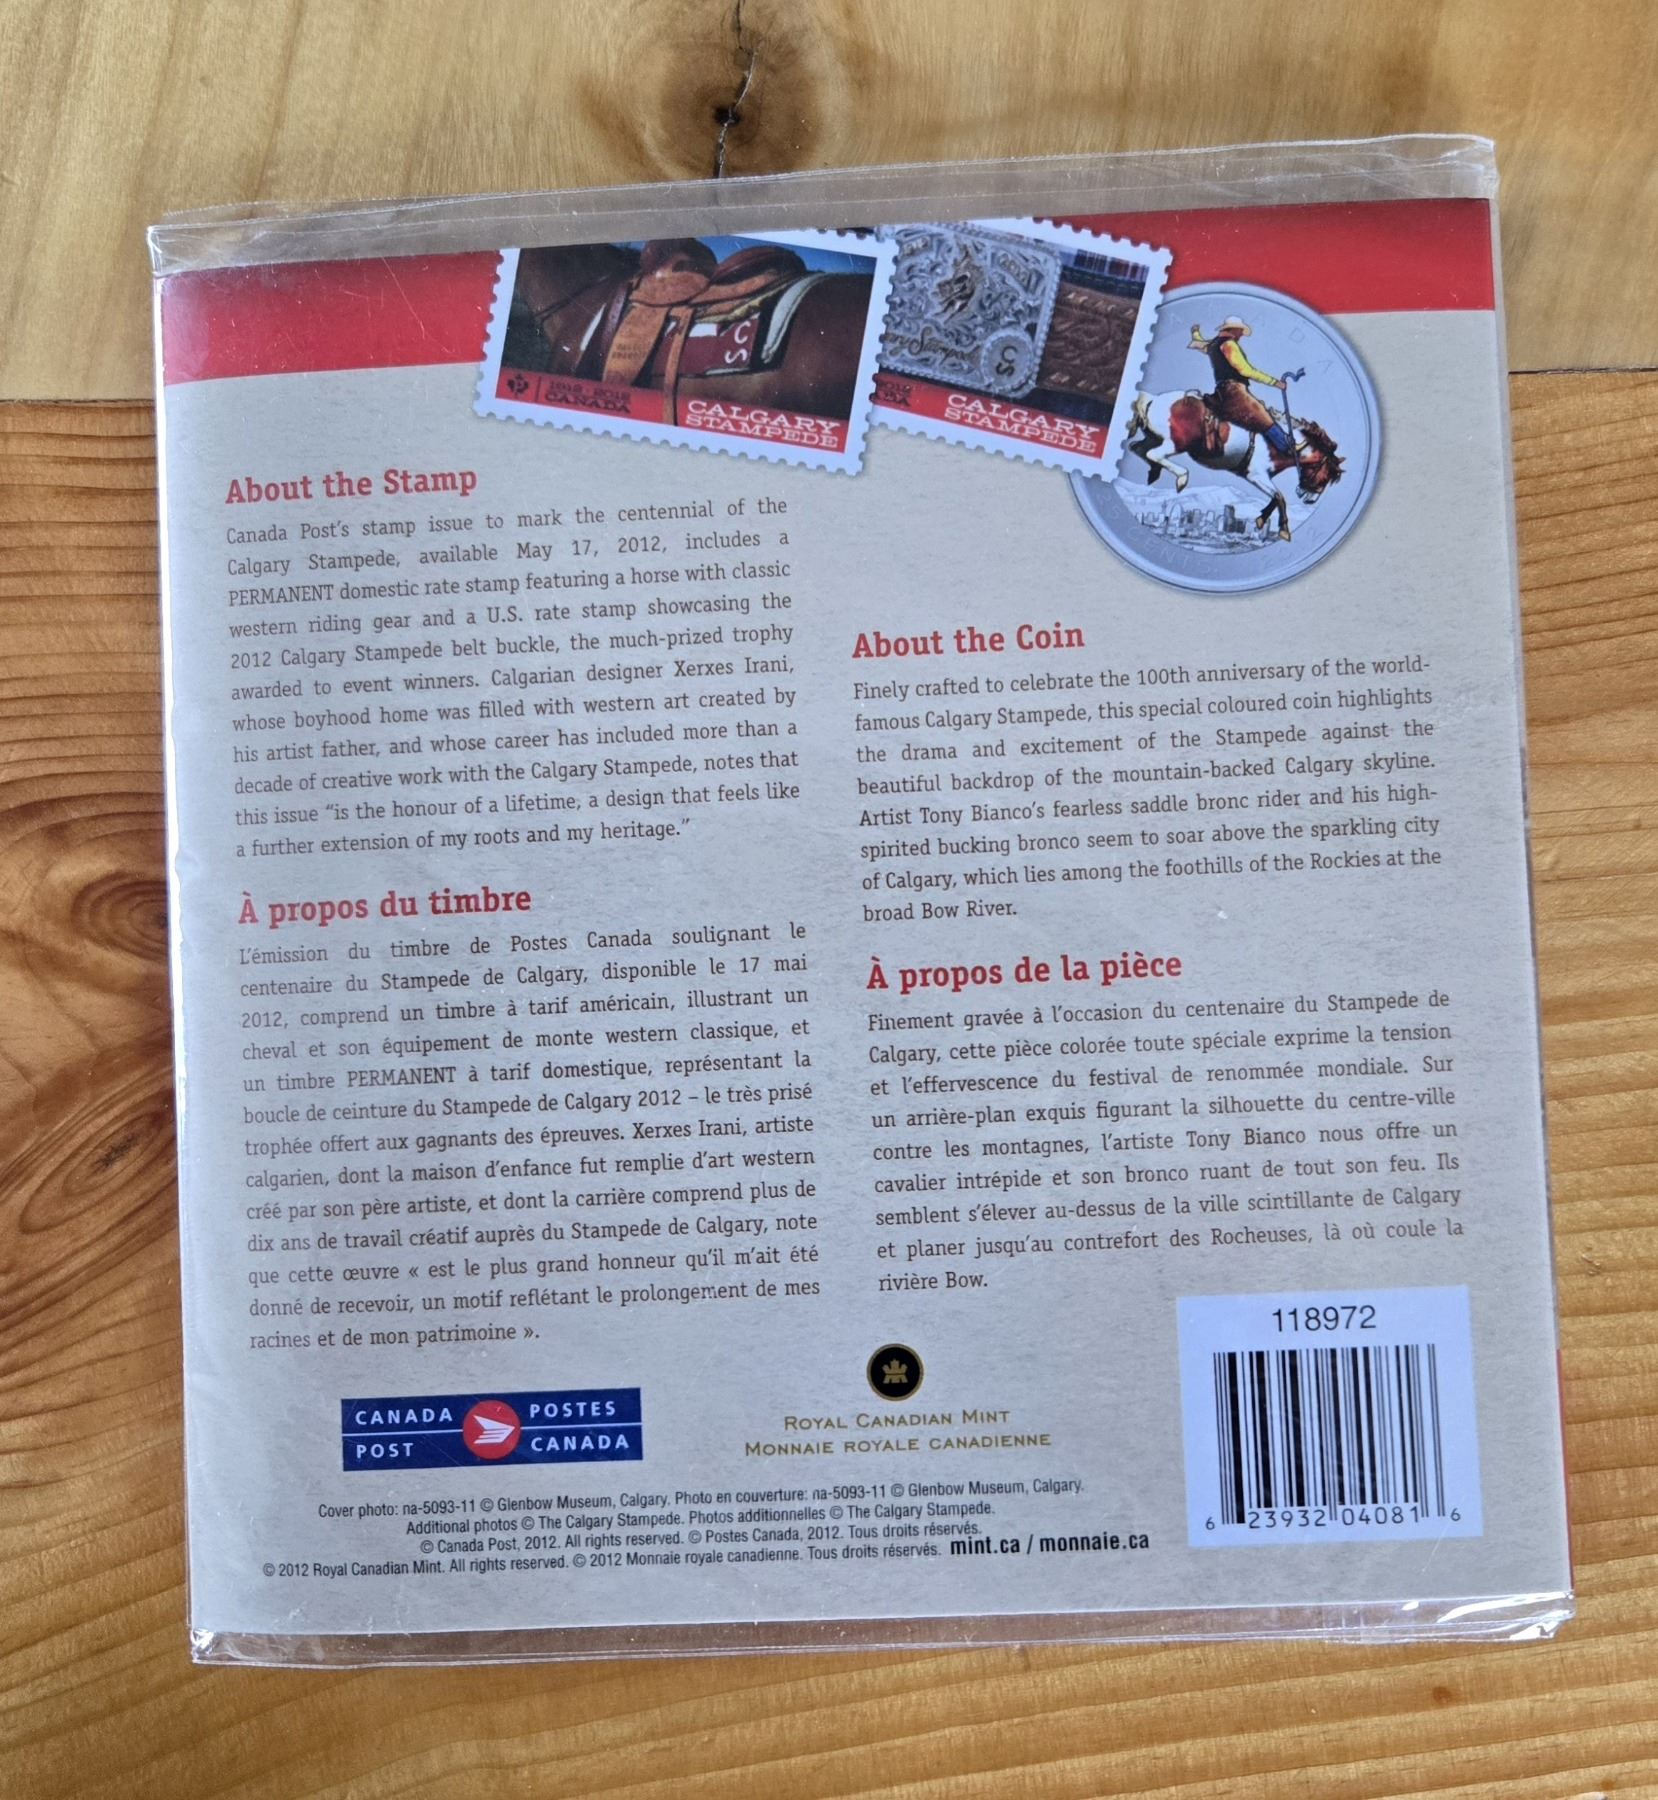 1912 - 2012
CANADA
CALGARY
STAMPEDE
CS
CALGARY
STAMPEDE
CS
About the Stamp
Canada Post's stamp issue to mark the centennial of the
Calgary Stampede, available May 17, 2012, includes a
PERMANENT domestic rate stamp featuring a horse with classic
western riding gear and a U.S. rate stamp showcasing the
2012 Calgary Stampede belt buckle, the much-prized trophy
awarded to event winners. Calgarian designer Xerxes Irani,
whose boyhood home was filled with western art created by
his artist father, and whose career has included more than a
decade of creative work with the Calgary Stampede, notes that
this issue “is the honour of a lifetime, a design that feels like
a further extension of my roots and my heritage.”
À propos du timbre
L’émission du timbre de Postes Canada soulignant le
centenaire du Stampede de Calgary, disponible le 17 mai
2012, comprend un timbre à tarif américain, illustrant un
cheval et son équipement de monte western classique, et
un timbre PERMANENT à tarif domestique, représentant la
boucle de ceinture du Stampede de Calgary 2012 – le très prisé
trophée offert aux gagnants des épreuves. Xerxes Irani, artiste
calgarien, dont la maison d’enfance fut remplie d’art western
créé par son père artiste, et dont la carrière comprend plus de
dix ans de travail créatif auprès du Stampede de Calgary, note
que cette œuvre « est le plus grand honneur qu’il m’ait été
donné de recevoir, un motif reflétant le prolongement de mes
racines et de mon patrimoine ».
About the Coin
Finely crafted to celebrate the 100th anniversary of the world-
famous Calgary Stampede, this special coloured coin highlights
the drama and excitement of the Stampede against the
beautiful backdrop of the mountain-backed Calgary skyline.
Artist Tony Bianco’s fearless saddle bronc rider and his high-
spirited bucking bronco seem to soar above the sparkling city
of Calgary, which lies among the foothills of the Rockies at the
broad Bow River.
À propos de la pièce
Finement gravée à l’occasion du centenaire du Stampede de
Calgary, cette pièce colorée toute spéciale exprime la tension
et l’effervescence du festival de renommée mondiale. Sur
un arrière-plan exquis figurant la silhouette du centre-ville
contre les montagnes, l’artiste Tony Bianco nous offre un
cavalier intrépide et son bronco ruant de tout son feu. Ils
semblent s’élever au-dessus de la ville scintillante de Calgary
et planer jusqu’au contrefort des Rocheuses, là où coule la
rivière Bow.
CANADA POSTES
POST CANADA
ROYAL CANADIAN MINT
MONNAIE ROYALE CANADIENNE
118972
6 23932 04081 6
Cover photo: na-5093-11 © Glenbow Museum, Calgary. Photo en couverture: na-5093-11 © Glenbow Museum, Calgary.
Additional photos © The Calgary Stampede. Photos additionnelles © The Calgary Stampede.
© Canada Post, 2012. All rights reserved. © Postes Canada, 2012. Tous droits réservés.
© 2012 Royal Canadian Mint. All rights reserved. © 2012 Monnaie royale canadienne. Tous droits réservés. mint.ca / monnaie.ca